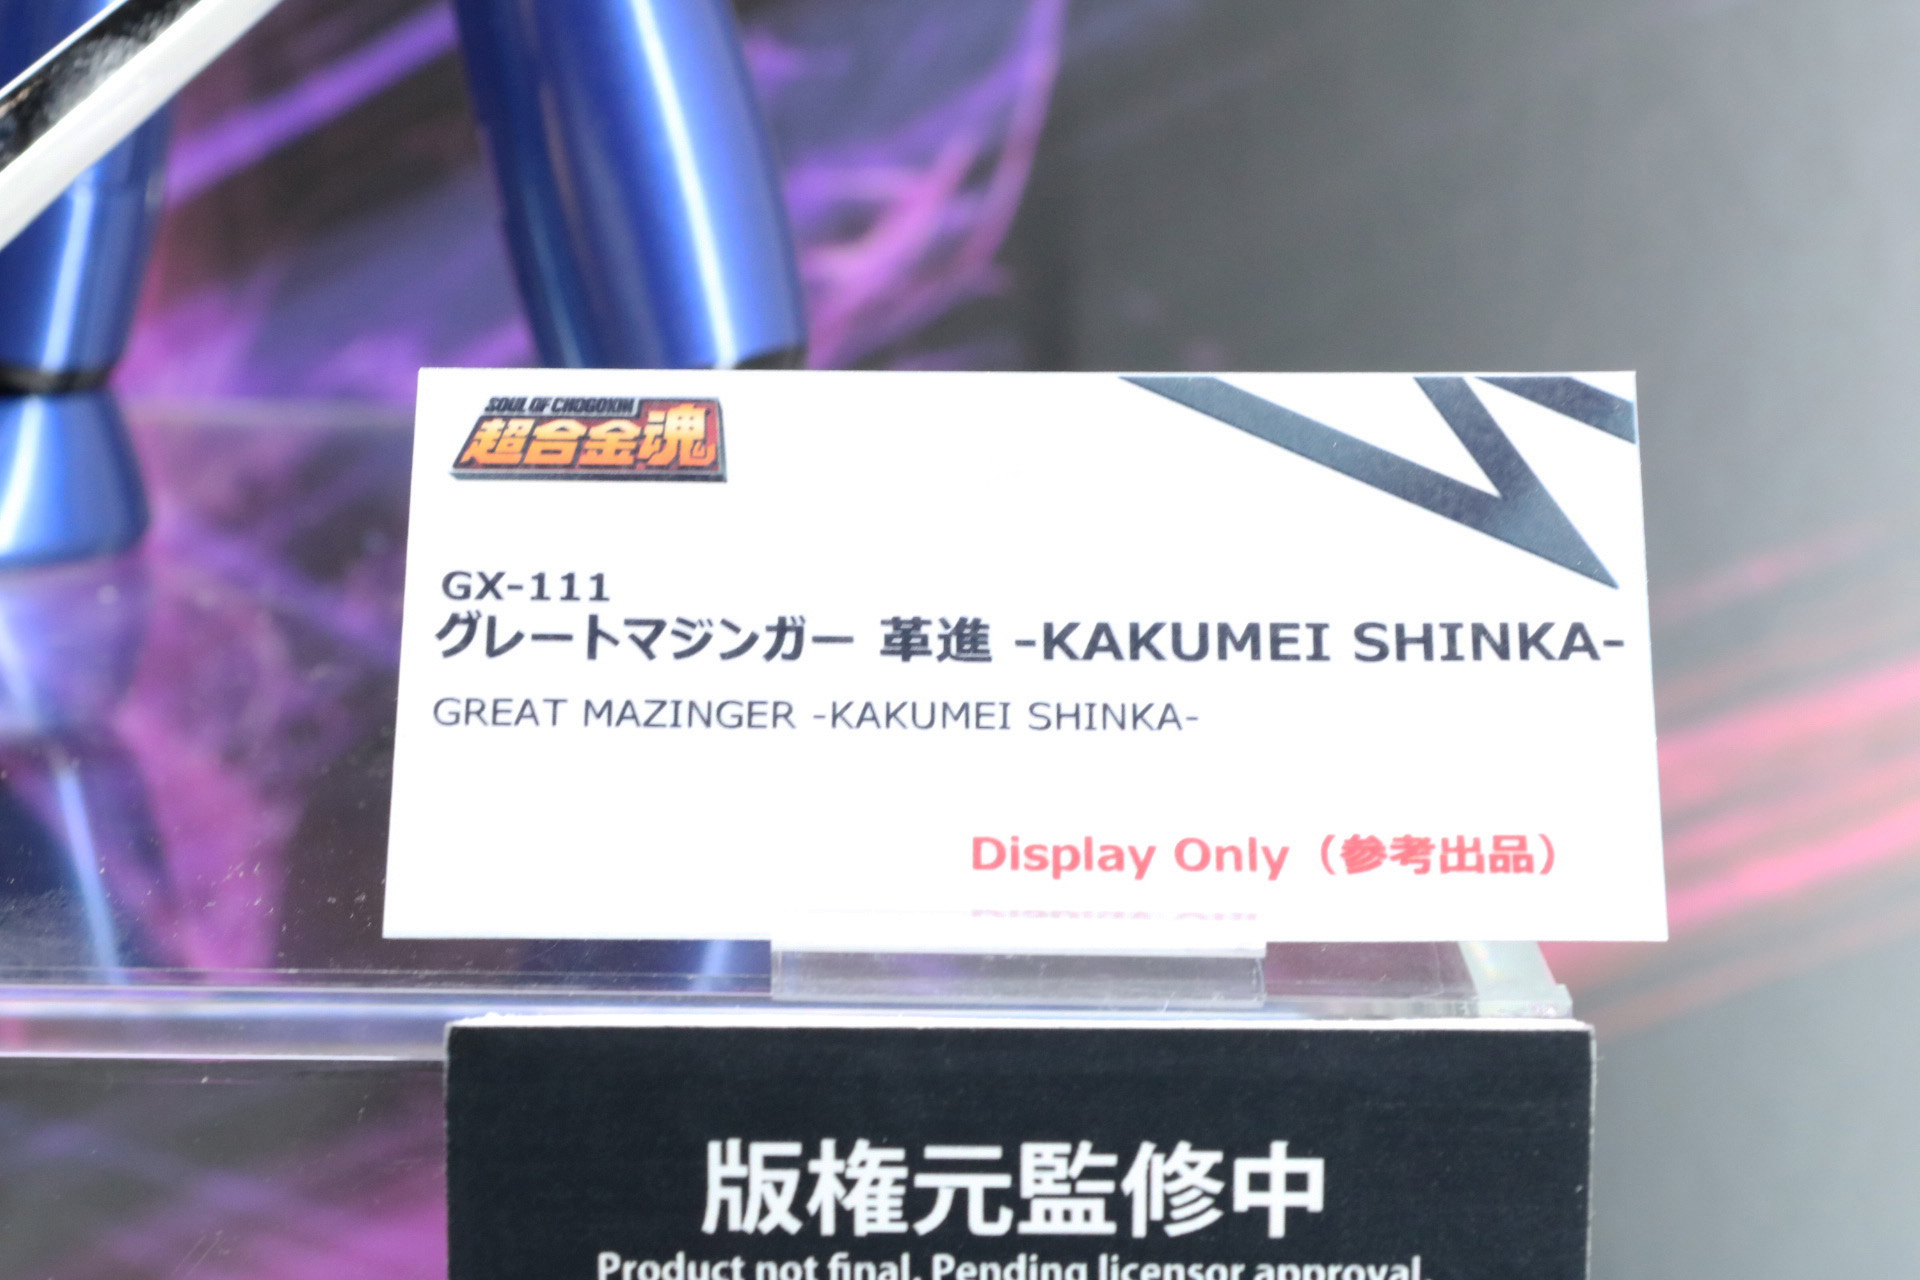 SOUL OF CHOGOKIN
超合金魂
GX-111
グレートマジンガー 革進 -KAKUMEI SHINKA-
GREAT MAZINGER -KAKUMEI SHINKA-
Display Only（参考出品）
版権元監修中
Product not final. Pending licensor approval.